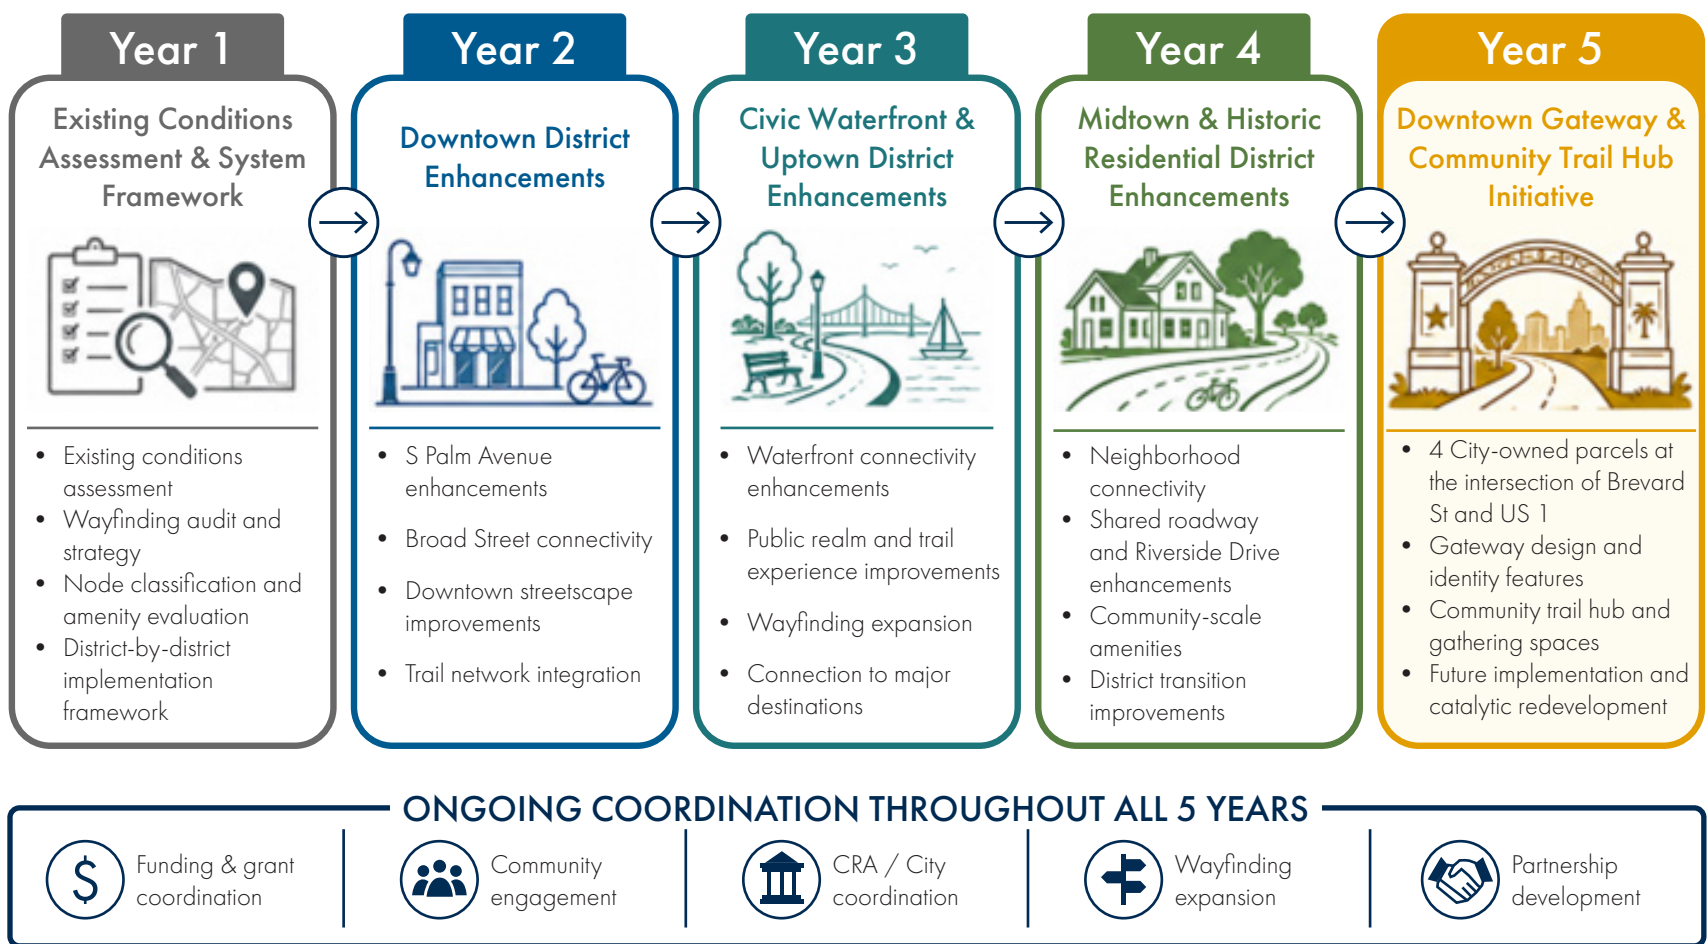 Year 1
Existing Conditions
Assessment & System
Framework
• Existing conditions
assessment
• Wayfinding audit and
strategy
• Node classification and
amenity evaluation
• District-by-district
implementation
framework
Year 2
Downtown District
Enhancements
• S Palm Avenue
enhancements
• Broad Street connectivity
• Downtown streetscape
improvements
• Trail network integration
Year 3
Civic Waterfront &
Uptown District
Enhancements
• Waterfront connectivity
enhancements
• Public realm and trail
experience improvements
• Wayfinding expansion
• Connection to major
destinations
Year 4
Midtown & Historic
Residential District
Enhancements
• Neighborhood
connectivity
• Shared roadway
and Riverside Drive
enhancements
• Community-scale
amenities
• District transition
improvements
Year 5
Downtown Gateway &
Community Trail Hub
Initiative
• 4 City-owned parcels at
the intersection of Brevard
St and US 1
• Gateway design and
identity features
• Community trail hub and
gathering spaces
• Future implementation and
catalytic redevelopment
ONGOING COORDINATION THROUGHOUT ALL 5 YEARS
$
Funding & grant
coordination
Community
engagement
CRA / City
coordination
Wayfinding
expansion
Partnership
development